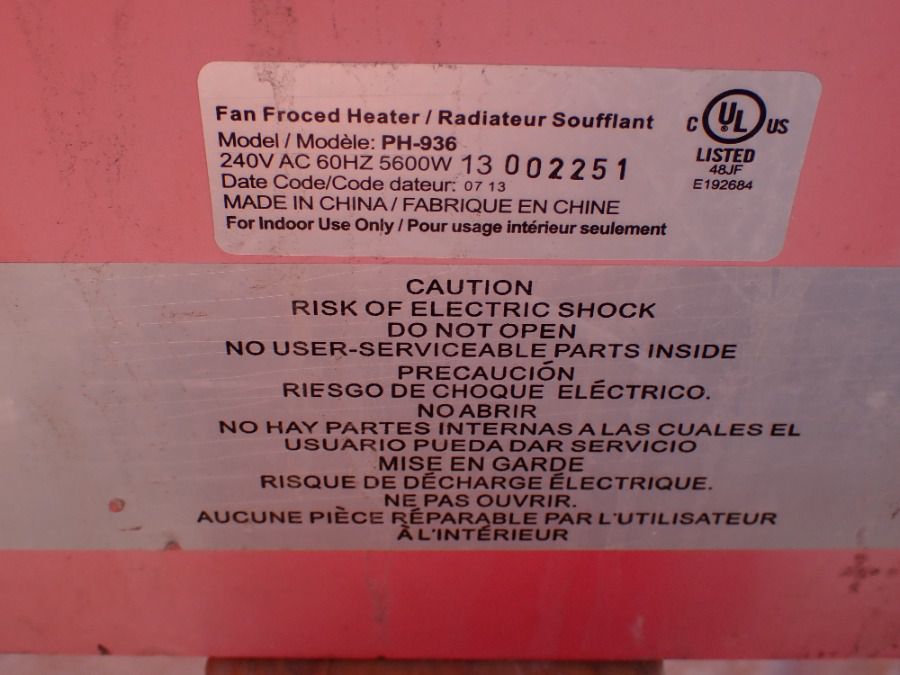 Fan Froced Heater / Radiateur Soufflant
Model / Modèle: PH-936
240V AC 60HZ 5600W 13 002251
Date Code/Code dateur: 07 13
MADE IN CHINA / FABRIQUE EN CHINE
For Indoor Use Only / Pour usage intérieur seulement
C UL US
LISTED
48JF
E192684
CAUTION
RISK OF ELECTRIC SHOCK
DO NOT OPEN
NO USER-SERVICEABLE PARTS INSIDE
PRECAUCIÓN
RIESGO DE CHOQUE ELÉCTRICO.
NO ABRIR
NO HAY PARTES INTERNAS A LAS CUALES EL
USUARIO PUEDA DAR SERVICIO
MISE EN GARDE
RISQUE DE DÉCHARGE ÉLECTRIQUE.
NE PAS OUVRIR.
AUCUNE PIÈCE RÉPARABLE PAR L'UTILISATEUR
À L'INTÉRIEUR